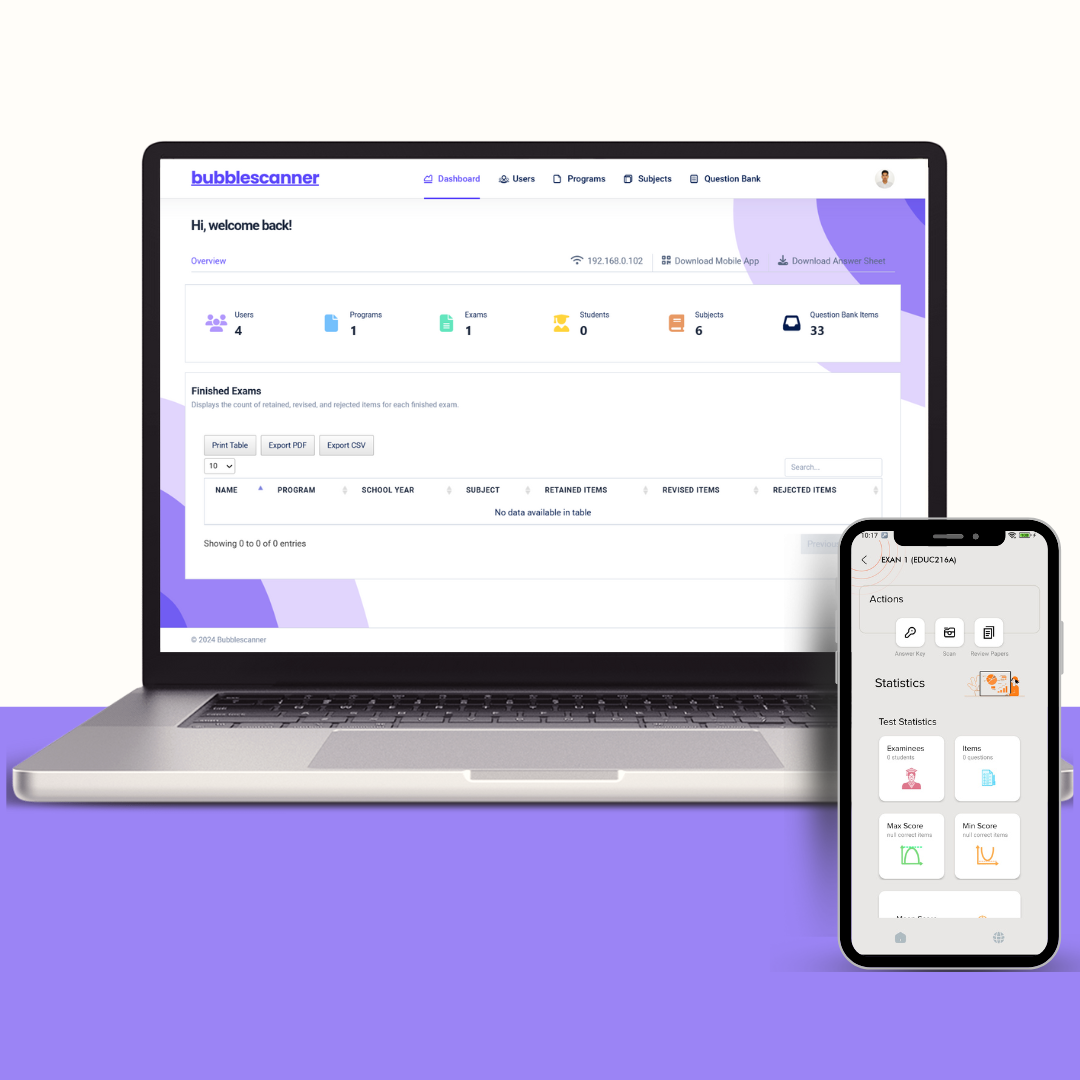 bubblescanner
Dashboard Users Programs Subjects Question Bank
Hi, welcome back!
Overview 192.168.0.102 Download Mobile App Download Answer Sheet
Users Programs Exams Students Subjects Question Bank Items
4 1 1 0 6 33
Finished Exams
Displays the count of retained, revised, and rejected items for each finished exam.
Print Table Export PDF Export CSV
10 Search...
NAME PROGRAM SCHOOL YEAR SUBJECT RETAINED ITEMS REVISED ITEMS REJECTED ITEMS
No data available in table
Showing 0 to 0 of 0 entries
© 2024 Bubblescanner
10:17
EXAN 1 (EDUC216A)
Actions
Answer Key Scan Review Papers
Statistics
Test Statistics
Examinees Items
0 students 0 questions
Max Score Min Score
null correct items null correct items